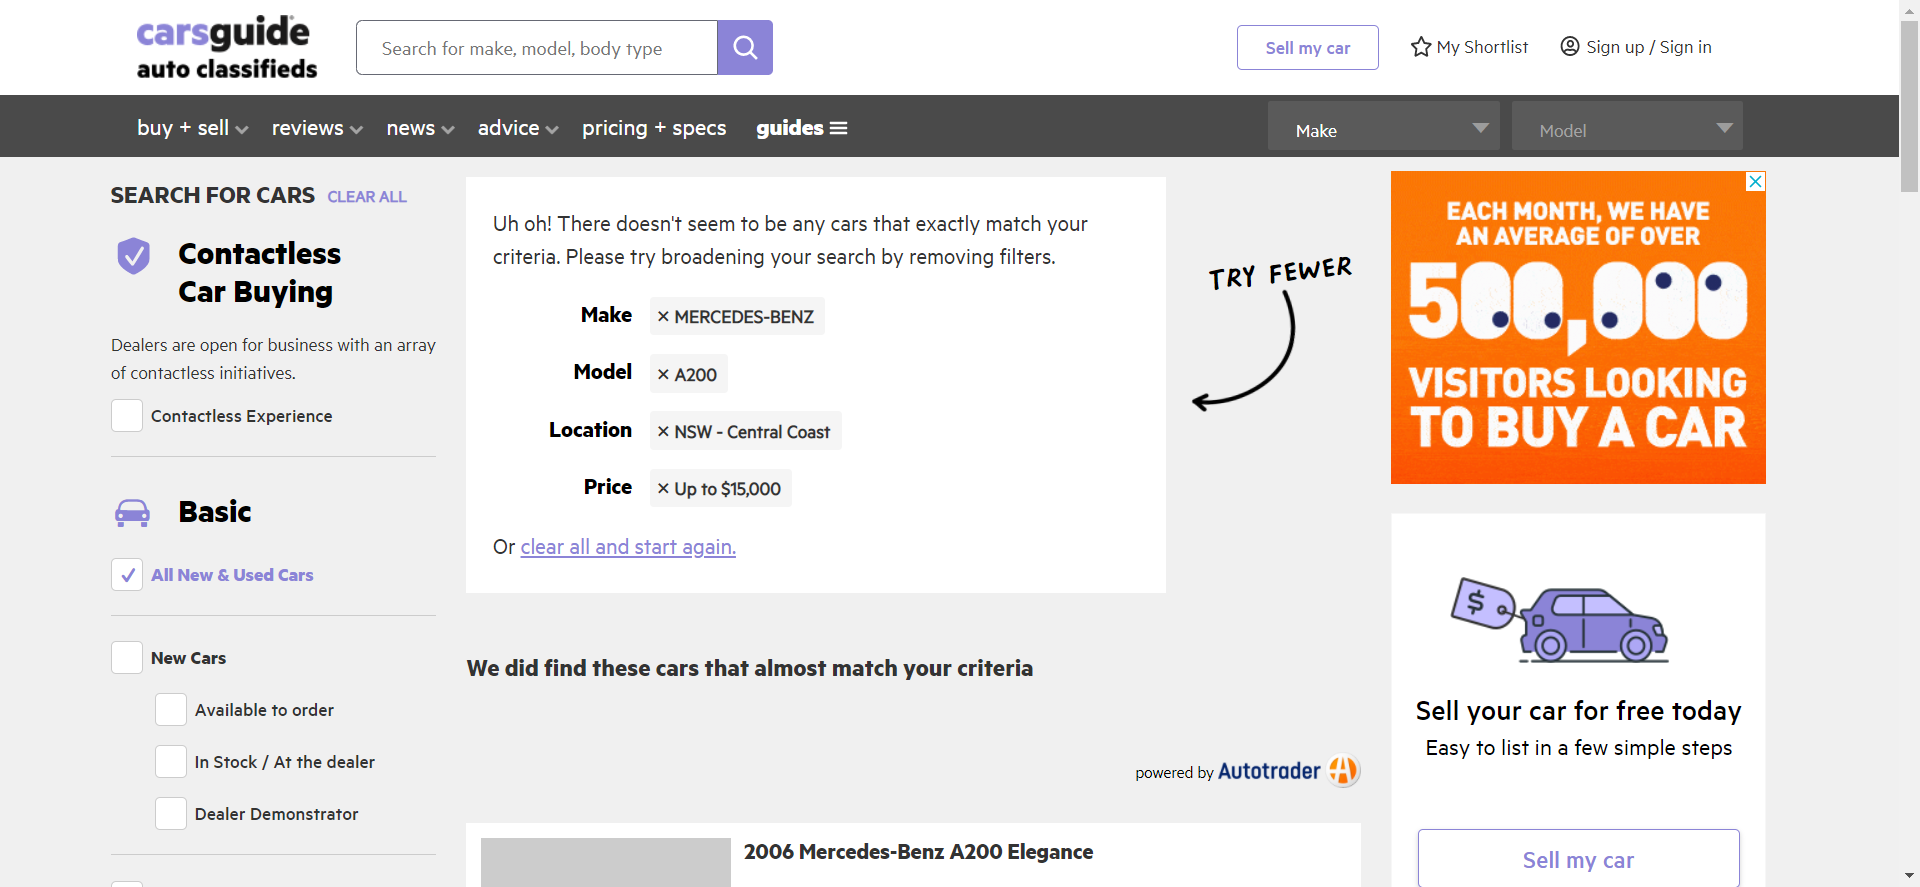 carsguide
auto classifieds
Search for make, model, body type
Sell my car
My Shortlist
Sign up / Sign in
buy + sell
reviews
news
advice
pricing + specs
guides
Make
Model
SEARCH FOR CARS CLEAR ALL
Contactless
Car Buying
Dealers are open for business with an array
of contactless initiatives.
Contactless Experience
Basic
All New & Used Cars
New Cars
Available to order
In Stock / At the dealer
Dealer Demonstrator
Uh oh! There doesn't seem to be any cars that exactly match your
criteria. Please try broadening your search by removing filters.
Make × MERCEDES-BENZ
Model × A200
Location × NSW - Central Coast
Price × Up to $15,000
Or clear all and start again.
TRY FEWER
We did find these cars that almost match your criteria
powered by Autotrader
2006 Mercedes-Benz A200 Elegance
EACH MONTH, WE HAVE
AN AVERAGE OF OVER
500,000
VISITORS LOOKING
TO BUY A CAR
$
Sell your car for free today
Easy to list in a few simple steps
Sell my car